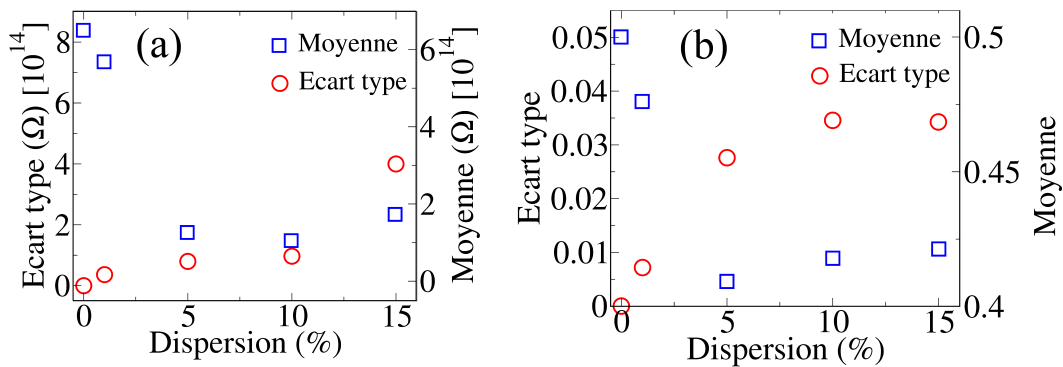 (a)
Moyenne
Ecart type
Ecart type (Ω) [10^14]
8
6
4
2
0
Moyenne (Ω) [10^14]
6
4
2
0
0 5 10 15
Dispersion (%)
(b)
Moyenne
Ecart type
Ecart type
0.05
0.04
0.03
0.02
0.01
0
Moyenne
0.5
0.45
0.4
0 5 10 15
Dispersion (%)